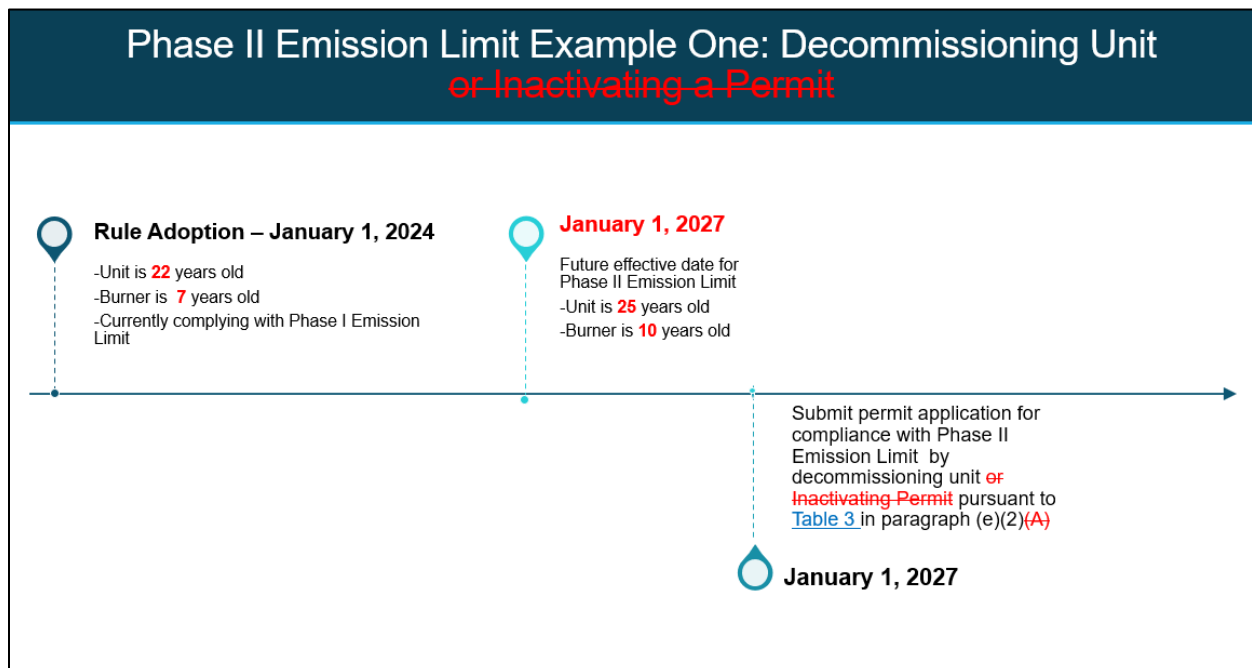 Phase II Emission Limit Example One: Decommissioning Unit
or Inactivating a Permit
Rule Adoption – January 1, 2024
-Unit is 22 years old
-Burner is 7 years old
-Currently complying with Phase I Emission
Limit
January 1, 2027
Future effective date for
Phase II Emission Limit
-Unit is 25 years old
-Burner is 10 years old
Submit permit application for
compliance with Phase II
Emission Limit by
decommissioning unit or
Inactivating Permit pursuant to
Table 3 in paragraph (e)(2)(A)
January 1, 2027